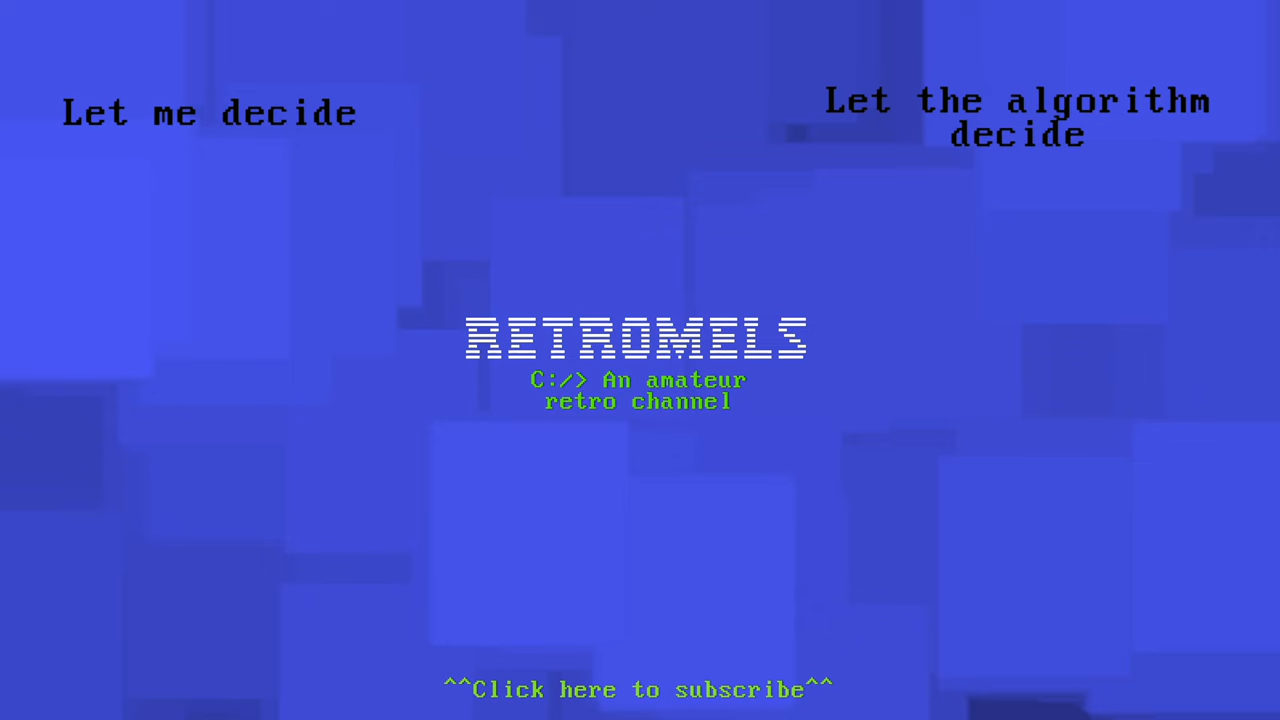 Let me decide
Let the algorithm
decide
RETROMELS
C:/> An amateur
retro channel
^^Click here to subscribe^^